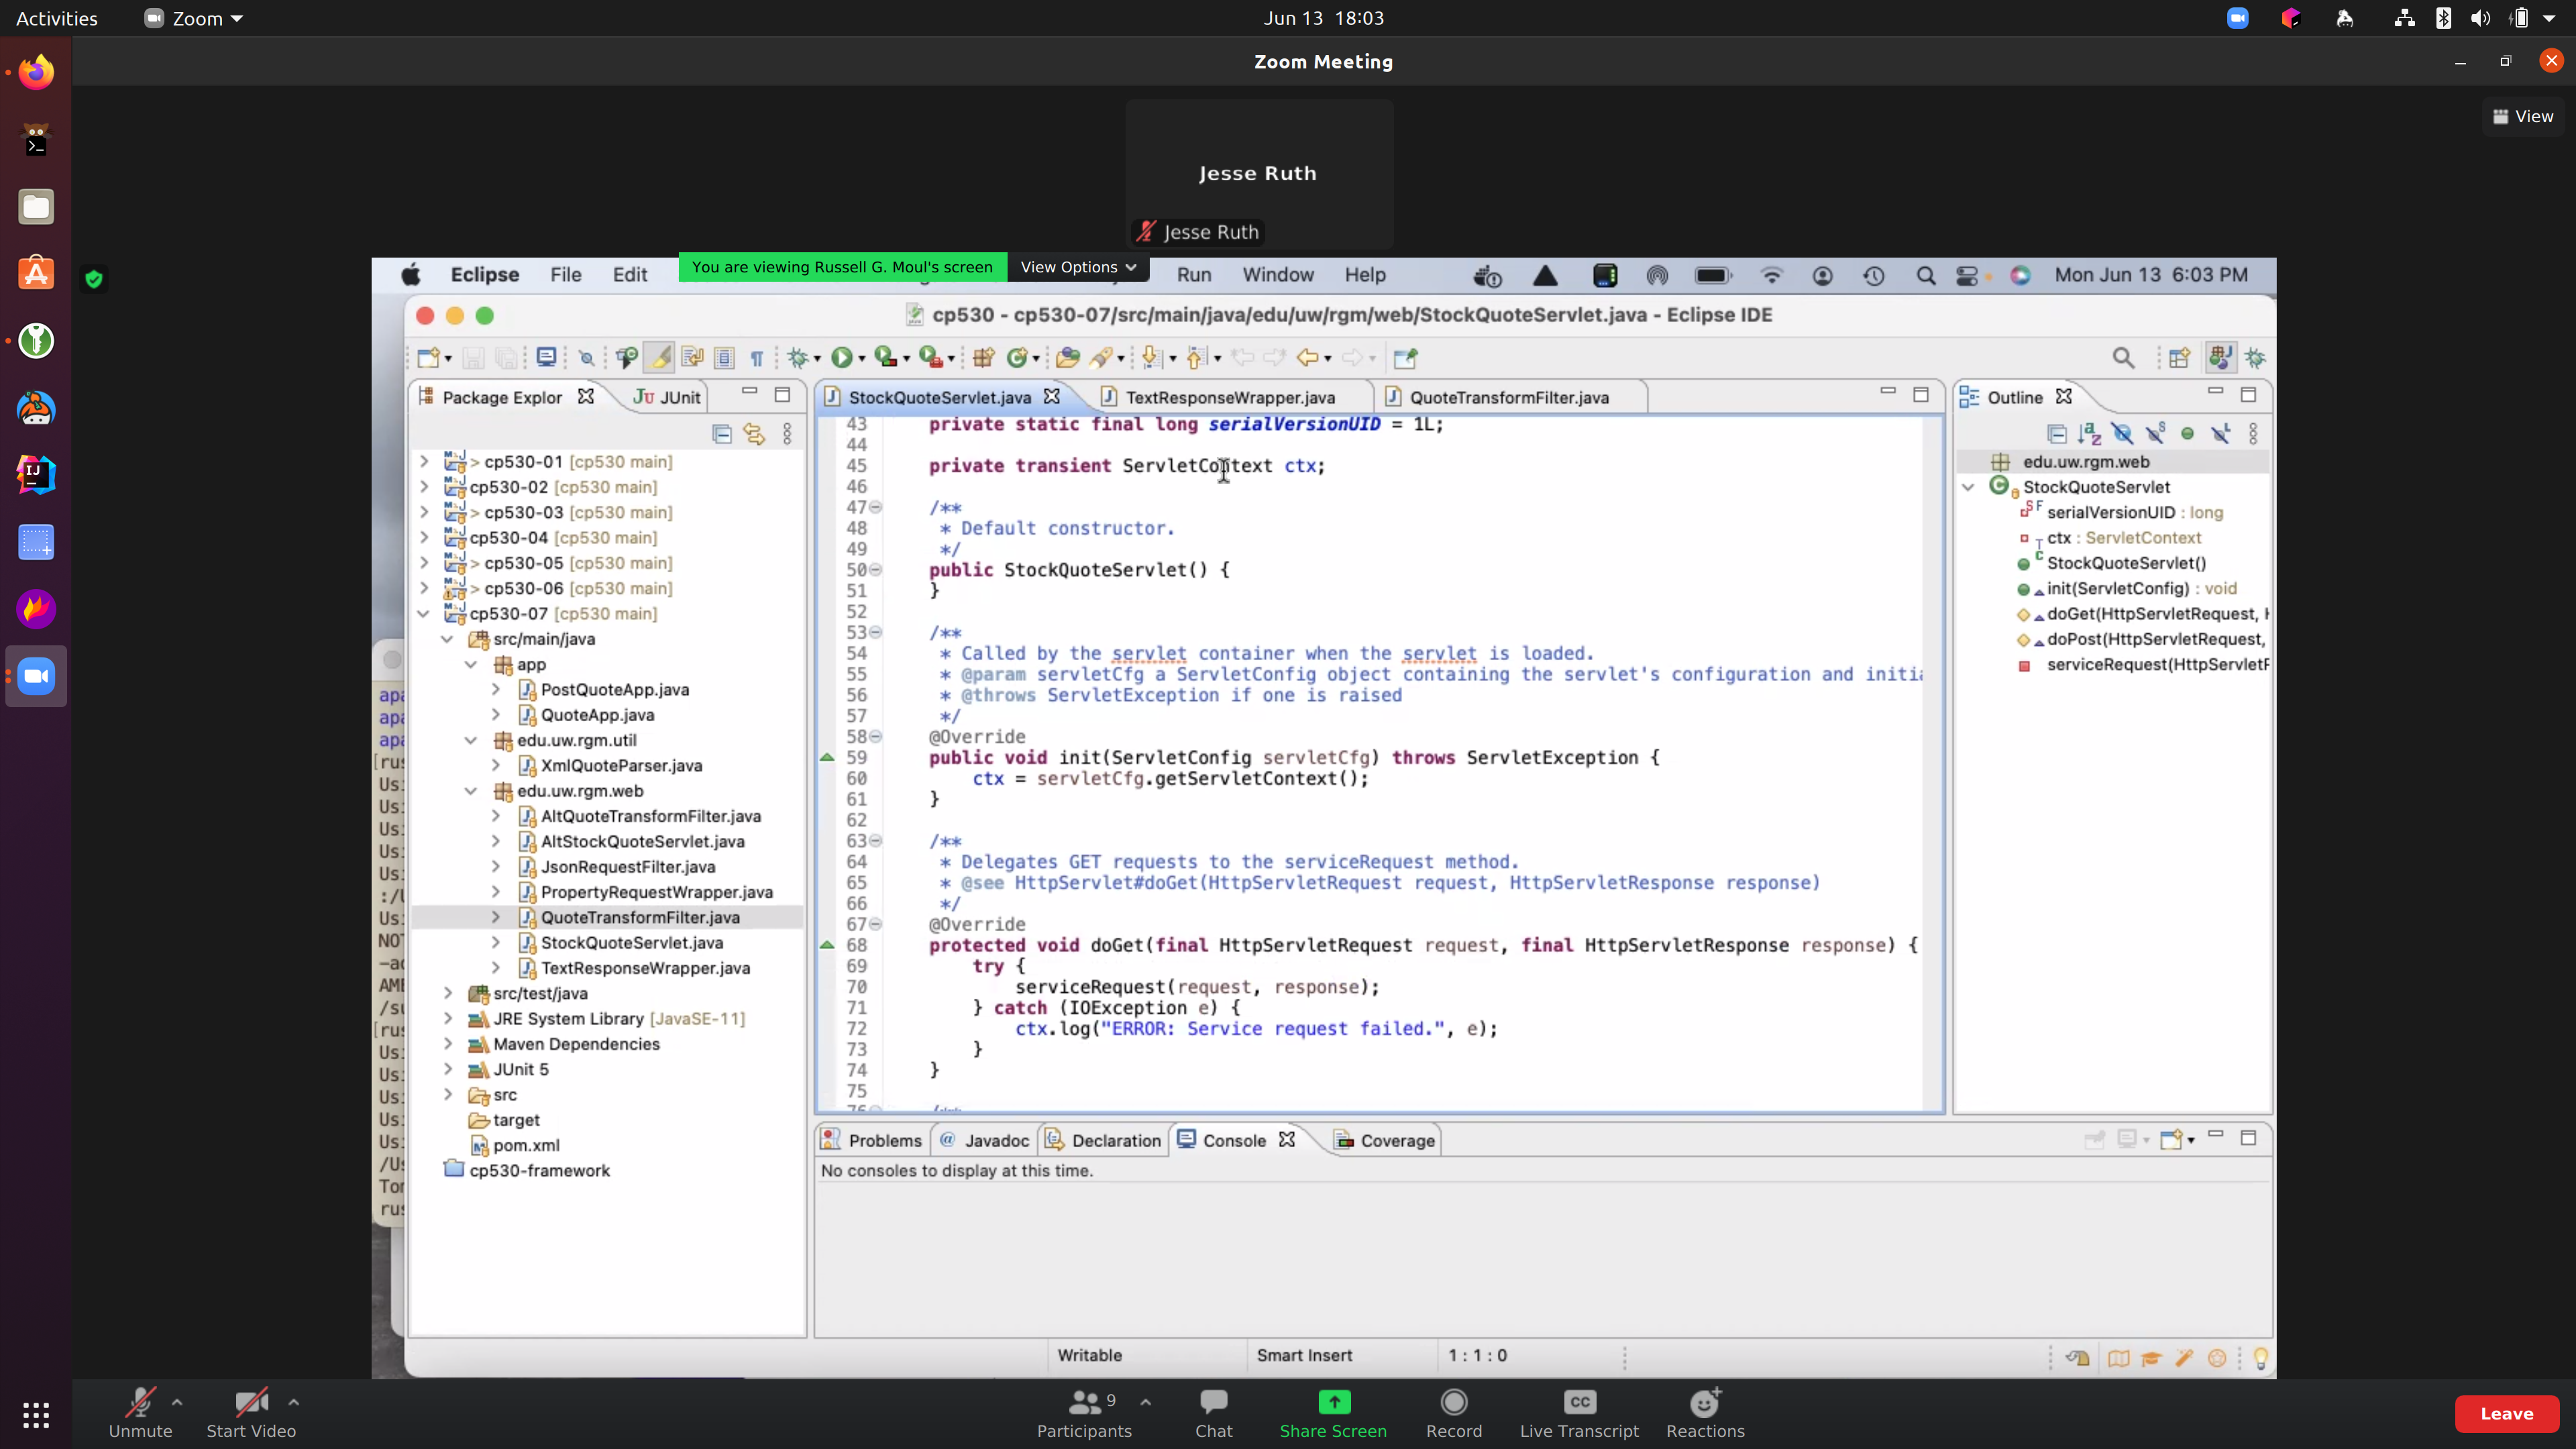 Activities
Zoom
Jun 13 18:03
Zoom Meeting
View
Jesse Ruth
Jesse Ruth
You are viewing Russell G. Moul's screen
View Options
Eclipse File Edit
Run Window Help
Mon Jun 13 6:03 PM
cp530 - cp530-07/src/main/java/edu/uw/rgm/web/StockQuoteServlet.java - Eclipse IDE
Package Explor
JUnit
StockQuoteServlet.java
TextResponseWrapper.java
QuoteTransformFilter.java
Outline
> cp530-01 [cp530 main]
cp530-02 [cp530 main]
> cp530-03 [cp530 main]
cp530-04 [cp530 main]
> cp530-05 [cp530 main]
> cp530-06 [cp530 main]
cp530-07 [cp530 main]
src/main/java
app
PostQuoteApp.java
QuoteApp.java
edu.uw.rgm.util
XmlQuoteParser.java
edu.uw.rgm.web
AltQuoteTransformFilter.java
AltStockQuoteServlet.java
JsonRequestFilter.java
PropertyRequestWrapper.java
QuoteTransformFilter.java
StockQuoteServlet.java
TextResponseWrapper.java
src/test/java
JRE System Library [JavaSE-11]
Maven Dependencies
JUnit 5
src
target
pom.xml
cp530-framework
43 private static final long serialVersionUID = 1L;
44
45 private transient ServletContext ctx;
46
47 /**
48 * Default constructor.
49 */
50 public StockQuoteServlet() {
51 }
52
53 /**
54 * Called by the servlet container when the servlet is loaded.
55 * @param servletCfg a ServletConfig object containing the servlet's configuration and initia
56 * @throws ServletException if one is raised
57 */
58 @Override
59 public void init(ServletConfig servletCfg) throws ServletException {
60 ctx = servletCfg.getServletContext();
61 }
62
63 /**
64 * Delegates GET requests to the serviceRequest method.
65 * @see HttpServlet#doGet(HttpServletRequest request, HttpServletResponse response)
66 */
67 @Override
68 protected void doGet(final HttpServletRequest request, final HttpServletResponse response) {
69 try {
70 serviceRequest(request, response);
71 } catch (IOException e) {
72 ctx.log("ERROR: Service request failed.", e);
73 }
74 }
75
edu.uw.rgm.web
StockQuoteServlet
serialVersionUID : long
ctx : ServletContext
StockQuoteServlet()
init(ServletConfig) : void
doGet(HttpServletRequest, H
doPost(HttpServletRequest,
serviceRequest(HttpServletR
Problems
Javadoc
Declaration
Console
Coverage
No consoles to display at this time.
Writable
Smart Insert
1 : 1 : 0
Unmute
Start Video
9
Participants
Chat
Share Screen
Record
CC
Live Transcript
Reactions
Leave